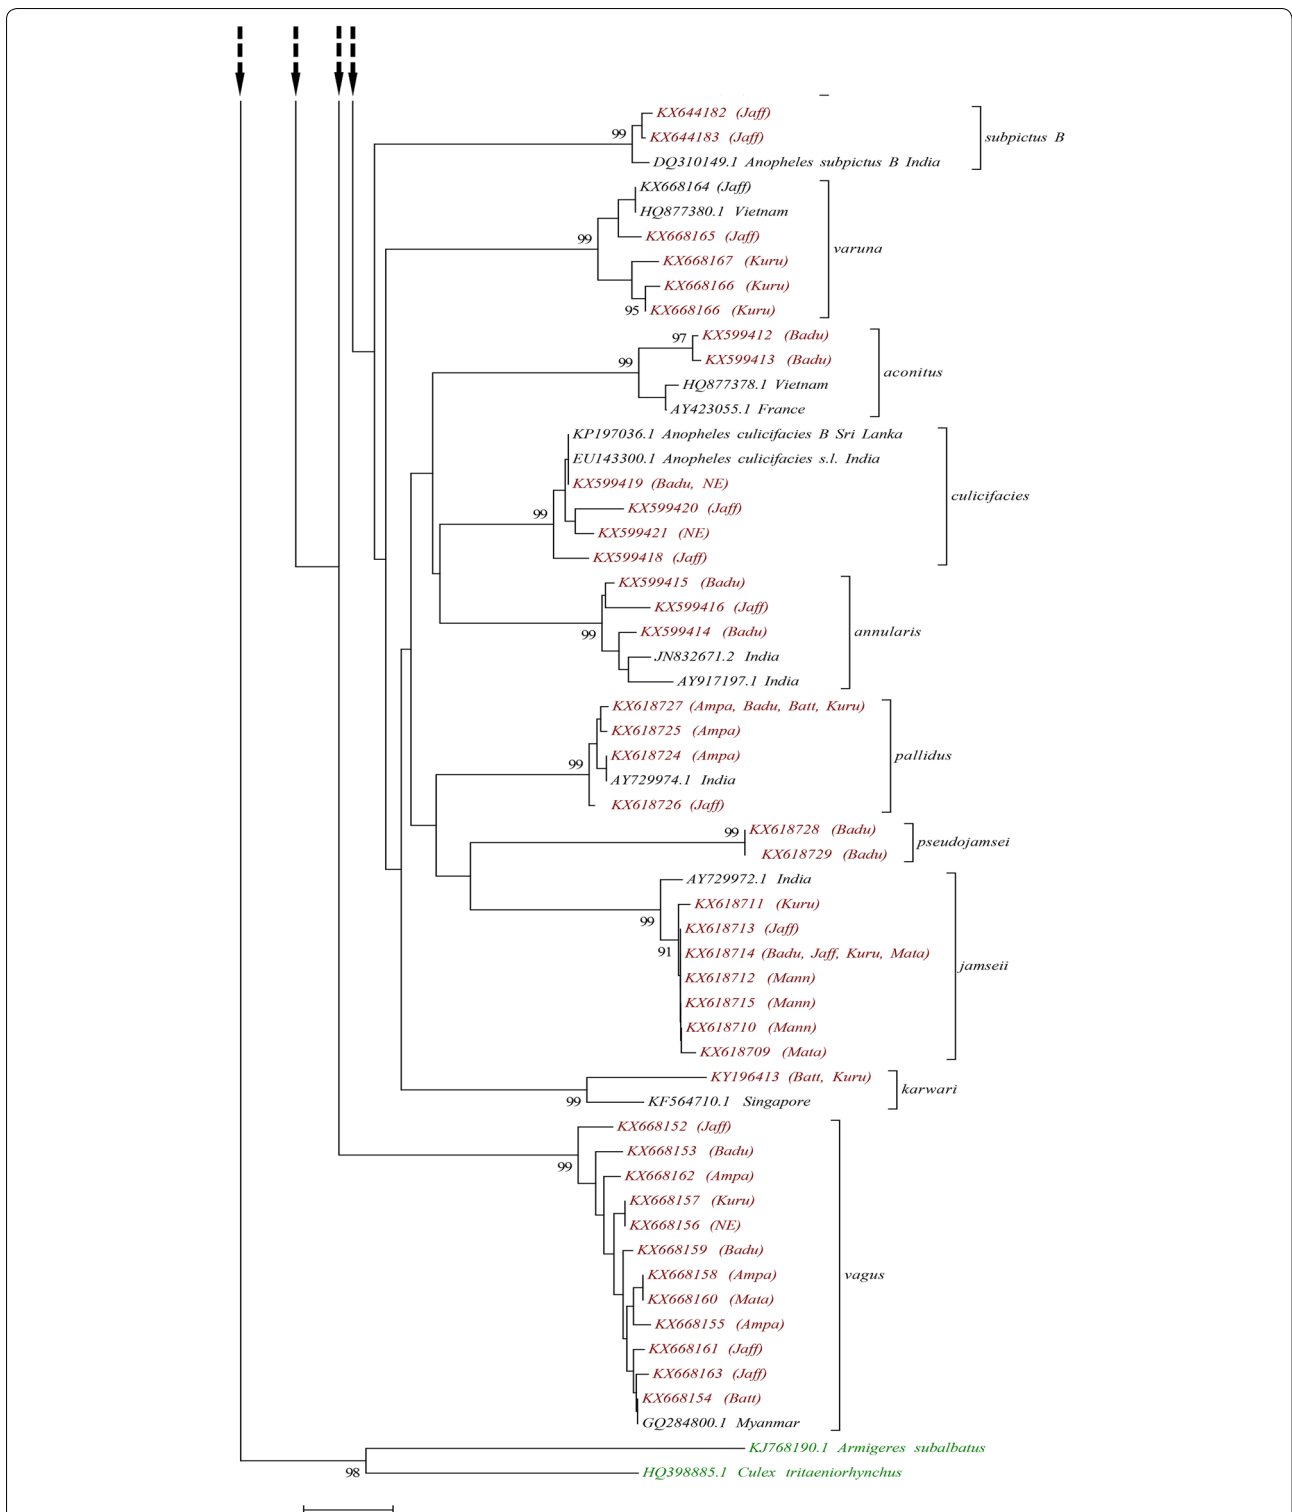 KX644182 (Jaff)
99
KX644183 (Jaff)
subpictus B
DQ310149.1 Anopheles subpictus B India
KX668164 (Jaff)
HQ877380.1 Vietnam
99
KX668165 (Jaff)
varuna
KX668167 (Kuru)
KX668166 (Kuru)
95
KX668166 (Kuru)
97
KX599412 (Badu)
99
KX599413 (Badu)
aconitus
HQ877378.1 Vietnam
AY423055.1 France
KP197036.1 Anopheles culicifacies B Sri Lanka
EU143300.1 Anopheles culicifacies s.l. India
KX599419 (Badu, NE)
culicifacies
99
KX599420 (Jaff)
KX599421 (NE)
KX599418 (Jaff)
KX599415 (Badu)
KX599416 (Jaff)
99
KX599414 (Badu)
annularis
JN832671.2 India
AY917197.1 India
KX618727 (Ampa, Badu, Batt, Kuru)
KX618725 (Ampa)
99
KX618724 (Ampa)
pallidus
AY729974.1 India
KX618726 (Jaff)
99
KX618728 (Badu)
pseudojamsei
KX618729 (Badu)
AY729972.1 India
KX618711 (Kuru)
99
KX618713 (Jaff)
91
KX618714 (Badu, Jaff, Kuru, Mata)
jamseii
KX618712 (Mann)
KX618715 (Mann)
KX618710 (Mann)
KX618709 (Mata)
KY196413 (Batt, Kuru)
karwari
99
KF564710.1 Singapore
KX668152 (Jaff)
KX668153 (Badu)
99
KX668162 (Ampa)
KX668157 (Kuru)
KX668156 (NE)
KX668159 (Badu)
KX668158 (Ampa)
vagus
KX668160 (Mata)
KX668155 (Ampa)
KX668161 (Jaff)
KX668163 (Jaff)
KX668154 (Batt)
GQ284800.1 Myanmar
KJ768190.1 Armigeres subalbatus
98
HQ398885.1 Culex tritaeniorhynchus